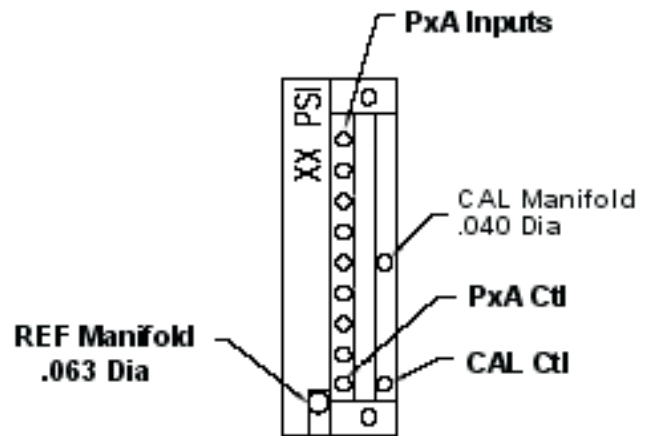 PxA Inputs
XX PSI
CAL Manifold
.040 Dia
PxA Ctl
REF Manifold
.063 Dia
CAL Ctl